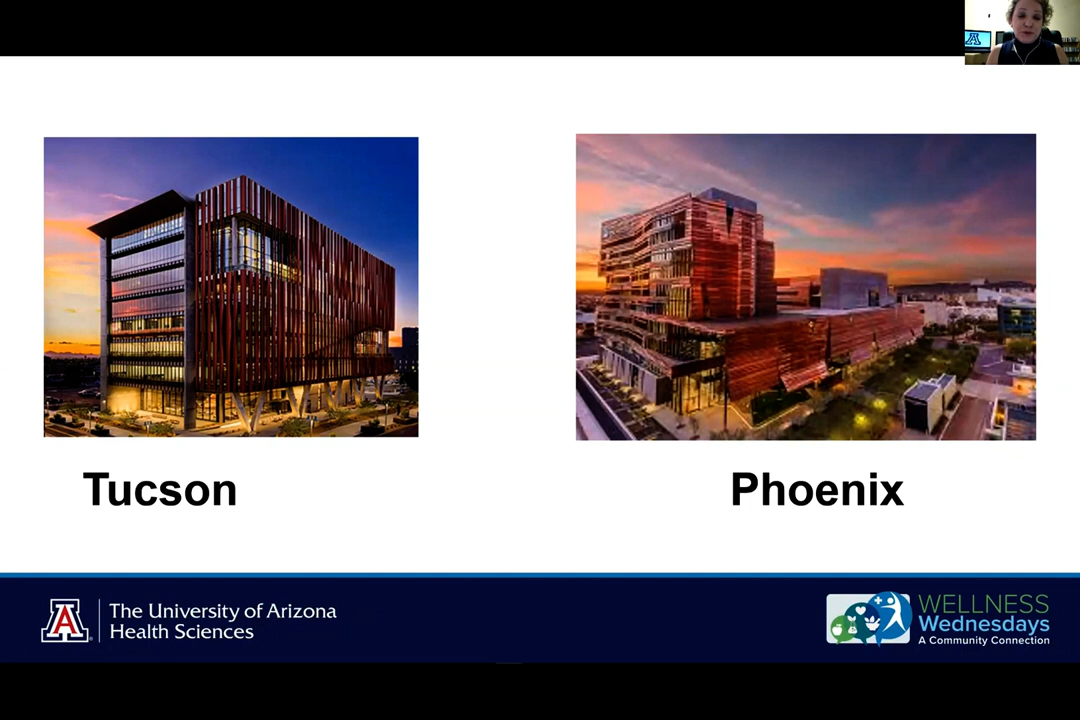 A
Tucson
Phoenix
A
The University of Arizona
Health Sciences
WELLNESS
Wednesdays
A Community Connection